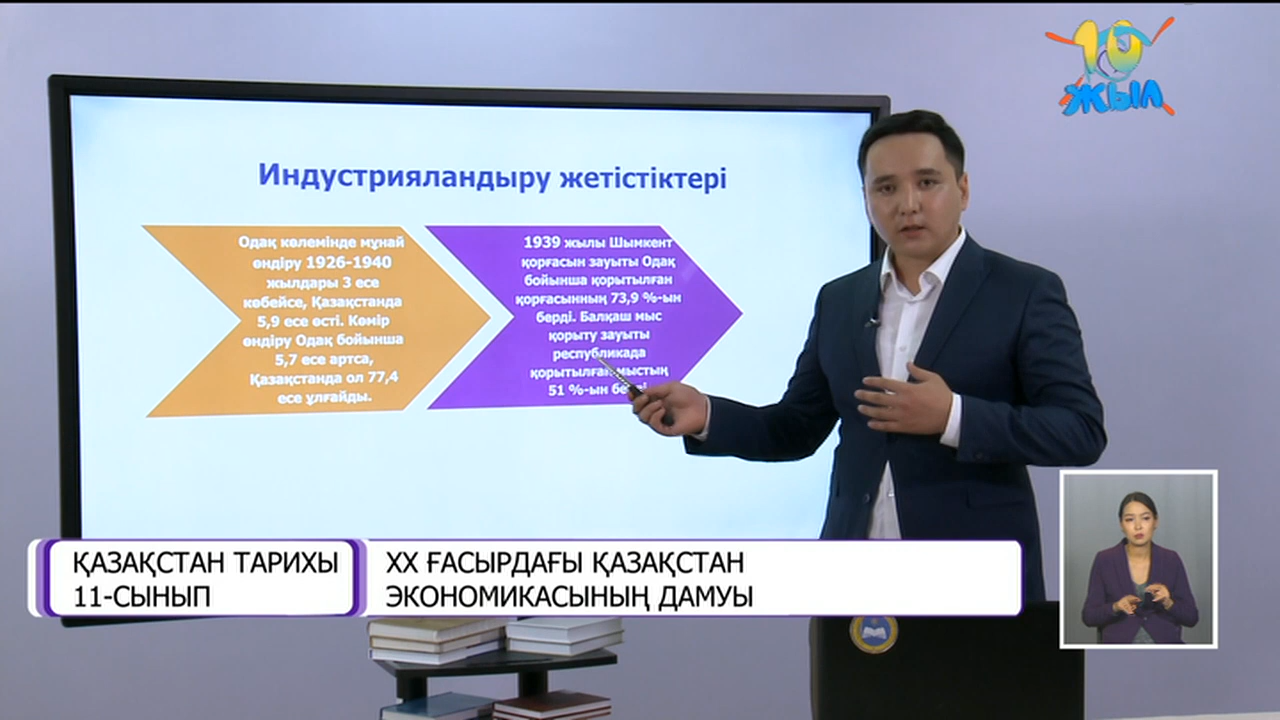 10
ЖЫЛ
Индустрияландыру жетістіктері
Одақ көлемінде мұнай
өндіру 1926-1940
жылдары 3 есе
көбейсе, Қазақстанда
5,9 есе өсті. Көмір
өндіру Одақ бойынша
5,7 есе артса,
Қазақстанда ол 77,4
есе ұлғайды.
1939 жылы Шымкент
қорғасын зауыты Одақ
бойынша қорытылған
қорғасынның 73,9 %-ын
берді. Балқаш мыс
қорыту зауыты
республикада
қорытылған мыстың
51 %-ын
ҚАЗАҚСТАН ТАРИХЫ
11-СЫНЫП
ХХ ҒАСЫРДАҒЫ ҚАЗАҚСТАН
ЭКОНОМИКАСЫНЫҢ ДАМУЫ